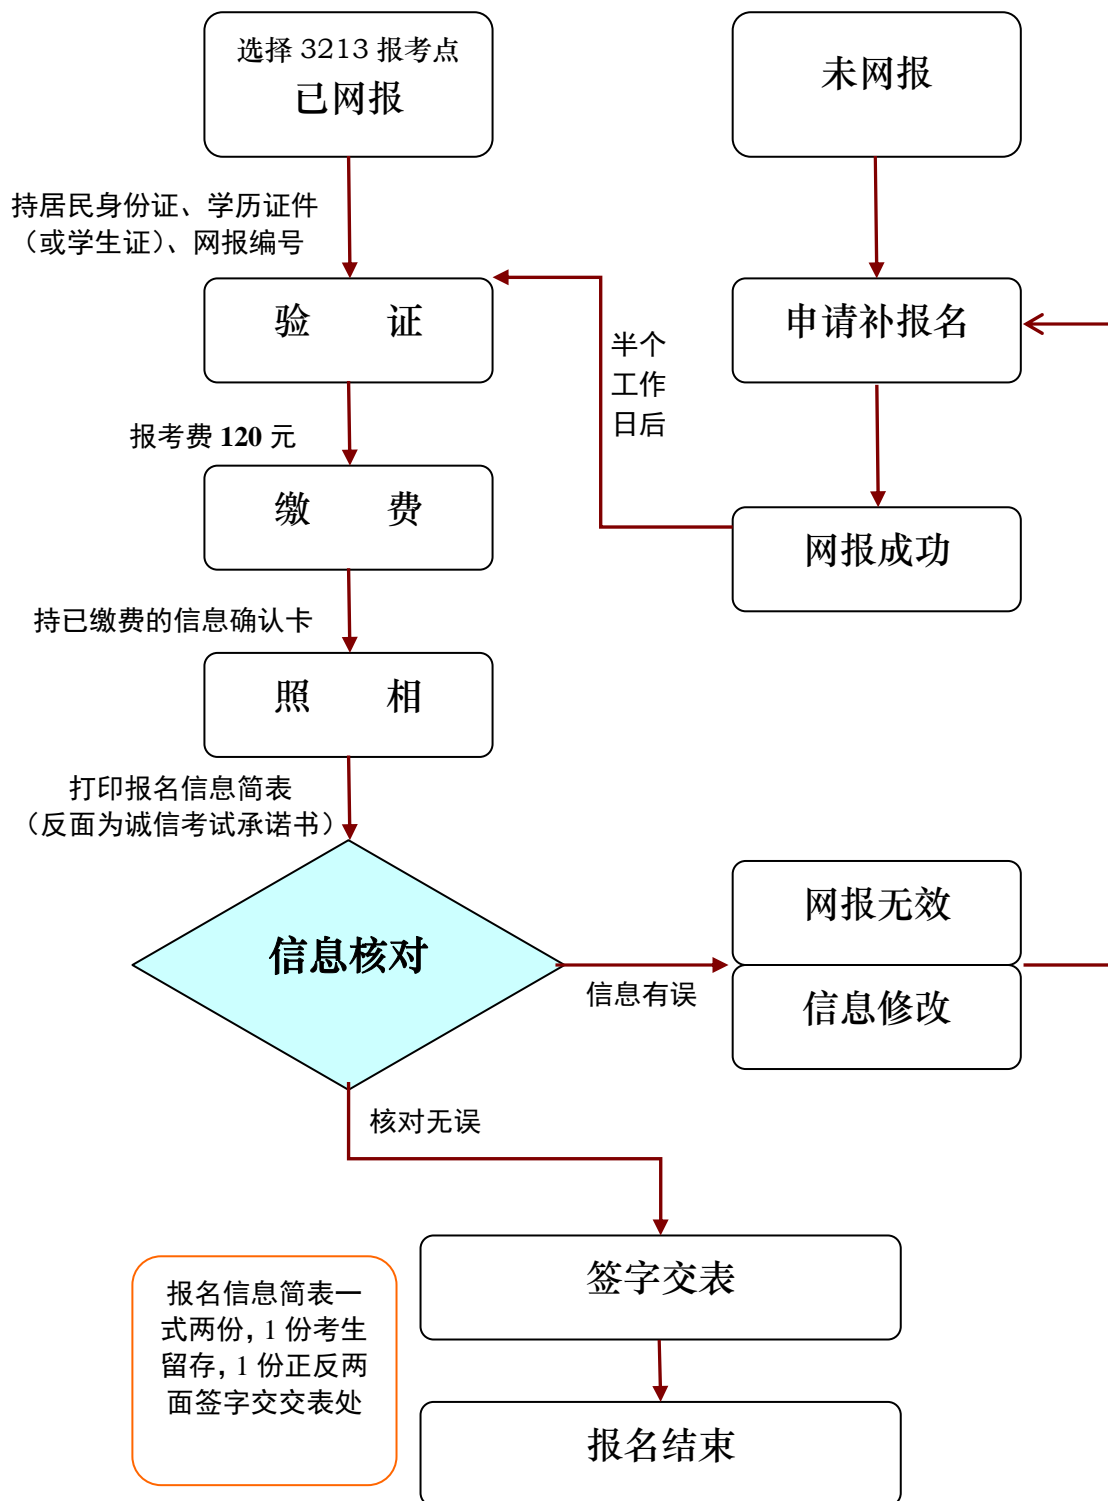 选择 3213 报考点
已网报
未网报
持居民身份证、学历证件
（或学生证）、网报编号
验 证
申请补报名
半个
工作
日后
报考费 120 元
缴 费
网报成功
持已缴费的信息确认卡
照 相
打印报名信息简表
（反面为诚信考试承诺书）
信息核对
网报无效
信息有误
信息修改
核对无误
签字交表
报名信息简表一
式两份，1 份考生
留存，1 份正反两
面签字交交表处
报名结束